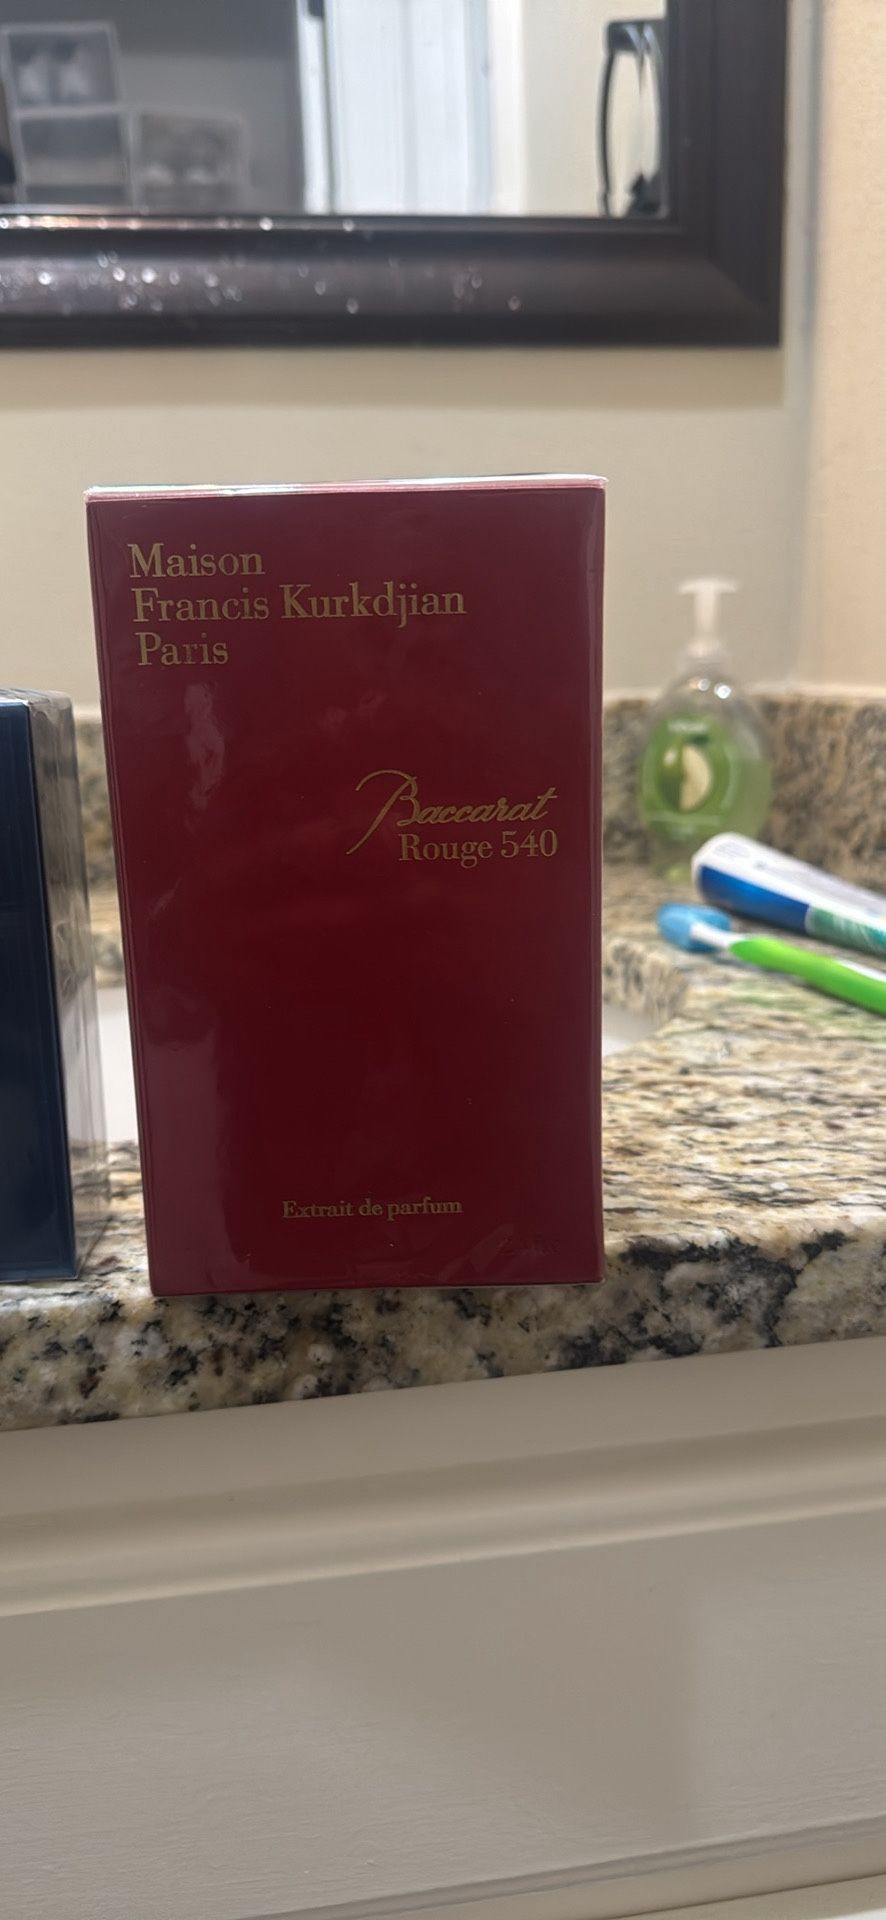 Maison
Francis Kurkdjian
Paris
Baccarat
Rouge 540
Extrait de parfum